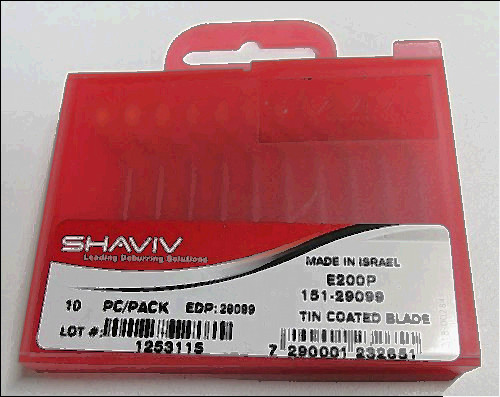 SHAVIV
Leading Deburring Solutions
10 PC/PACK EDP: 29099
LOT #:
1253115
MADE IN ISRAEL
E200P
151-29099
TIN COATED BLADE
7 290001 232651